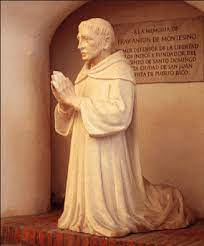 A LA MEMORIA DE
FRAY ANTON DE MONTESINO
DEFENSOR DE LA LIBERTAD
LOS INDIOS Y FUNDADOR DEL
DE SANTO DOMINGO
CIUDAD DE SAN JUAN
PUERTO RICO